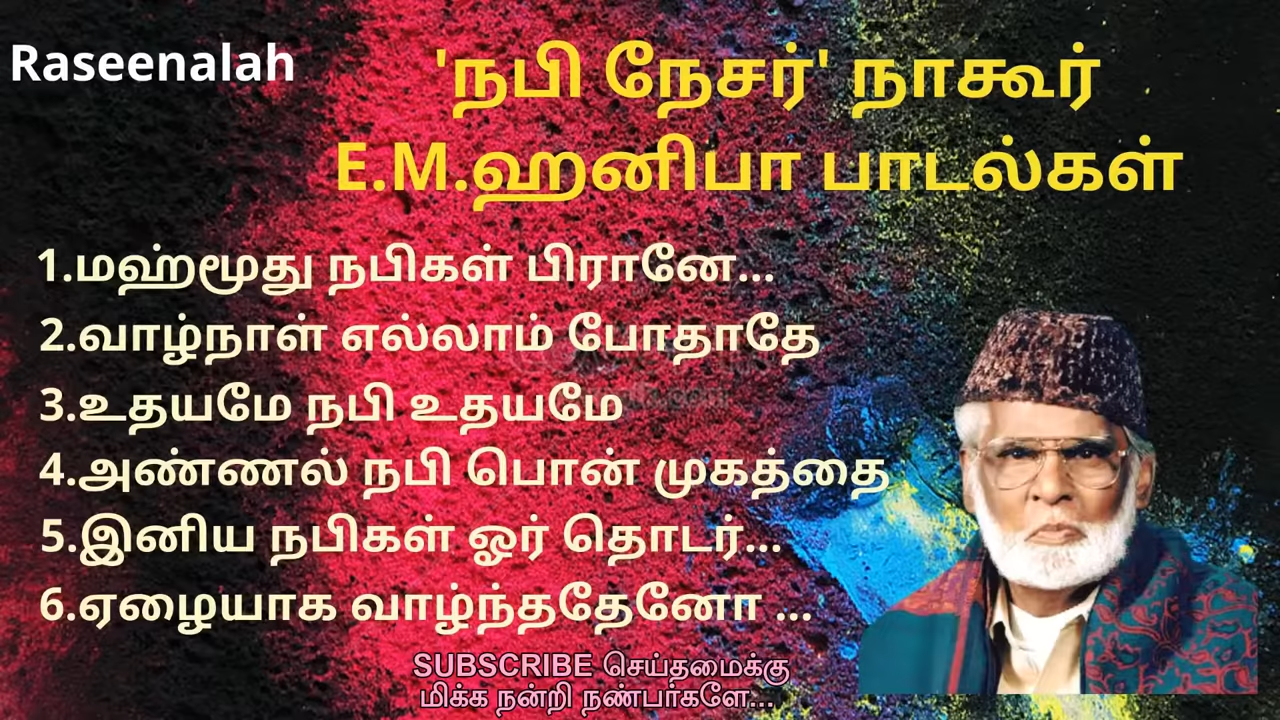 Raseenalah
'நபி நேசர்' நாகூர்
E.M.ஹனிபா பாடல்கள்
1.மஹ்மூது நபிகள் பிரானே...
2.வாழ்நாள் எல்லாம் போதாதே
3.உதயமே நபி உதயமே
4.அண்ணல் நபி பொன் முகத்தை
5.இனிய நபிகள் ஓர் தொடர்...
6.ஏழையாக வாழ்ந்ததேனோ ...
SUBSCRIBE செய்தமைக்கு
மிக்க நன்றி நண்பர்களே...